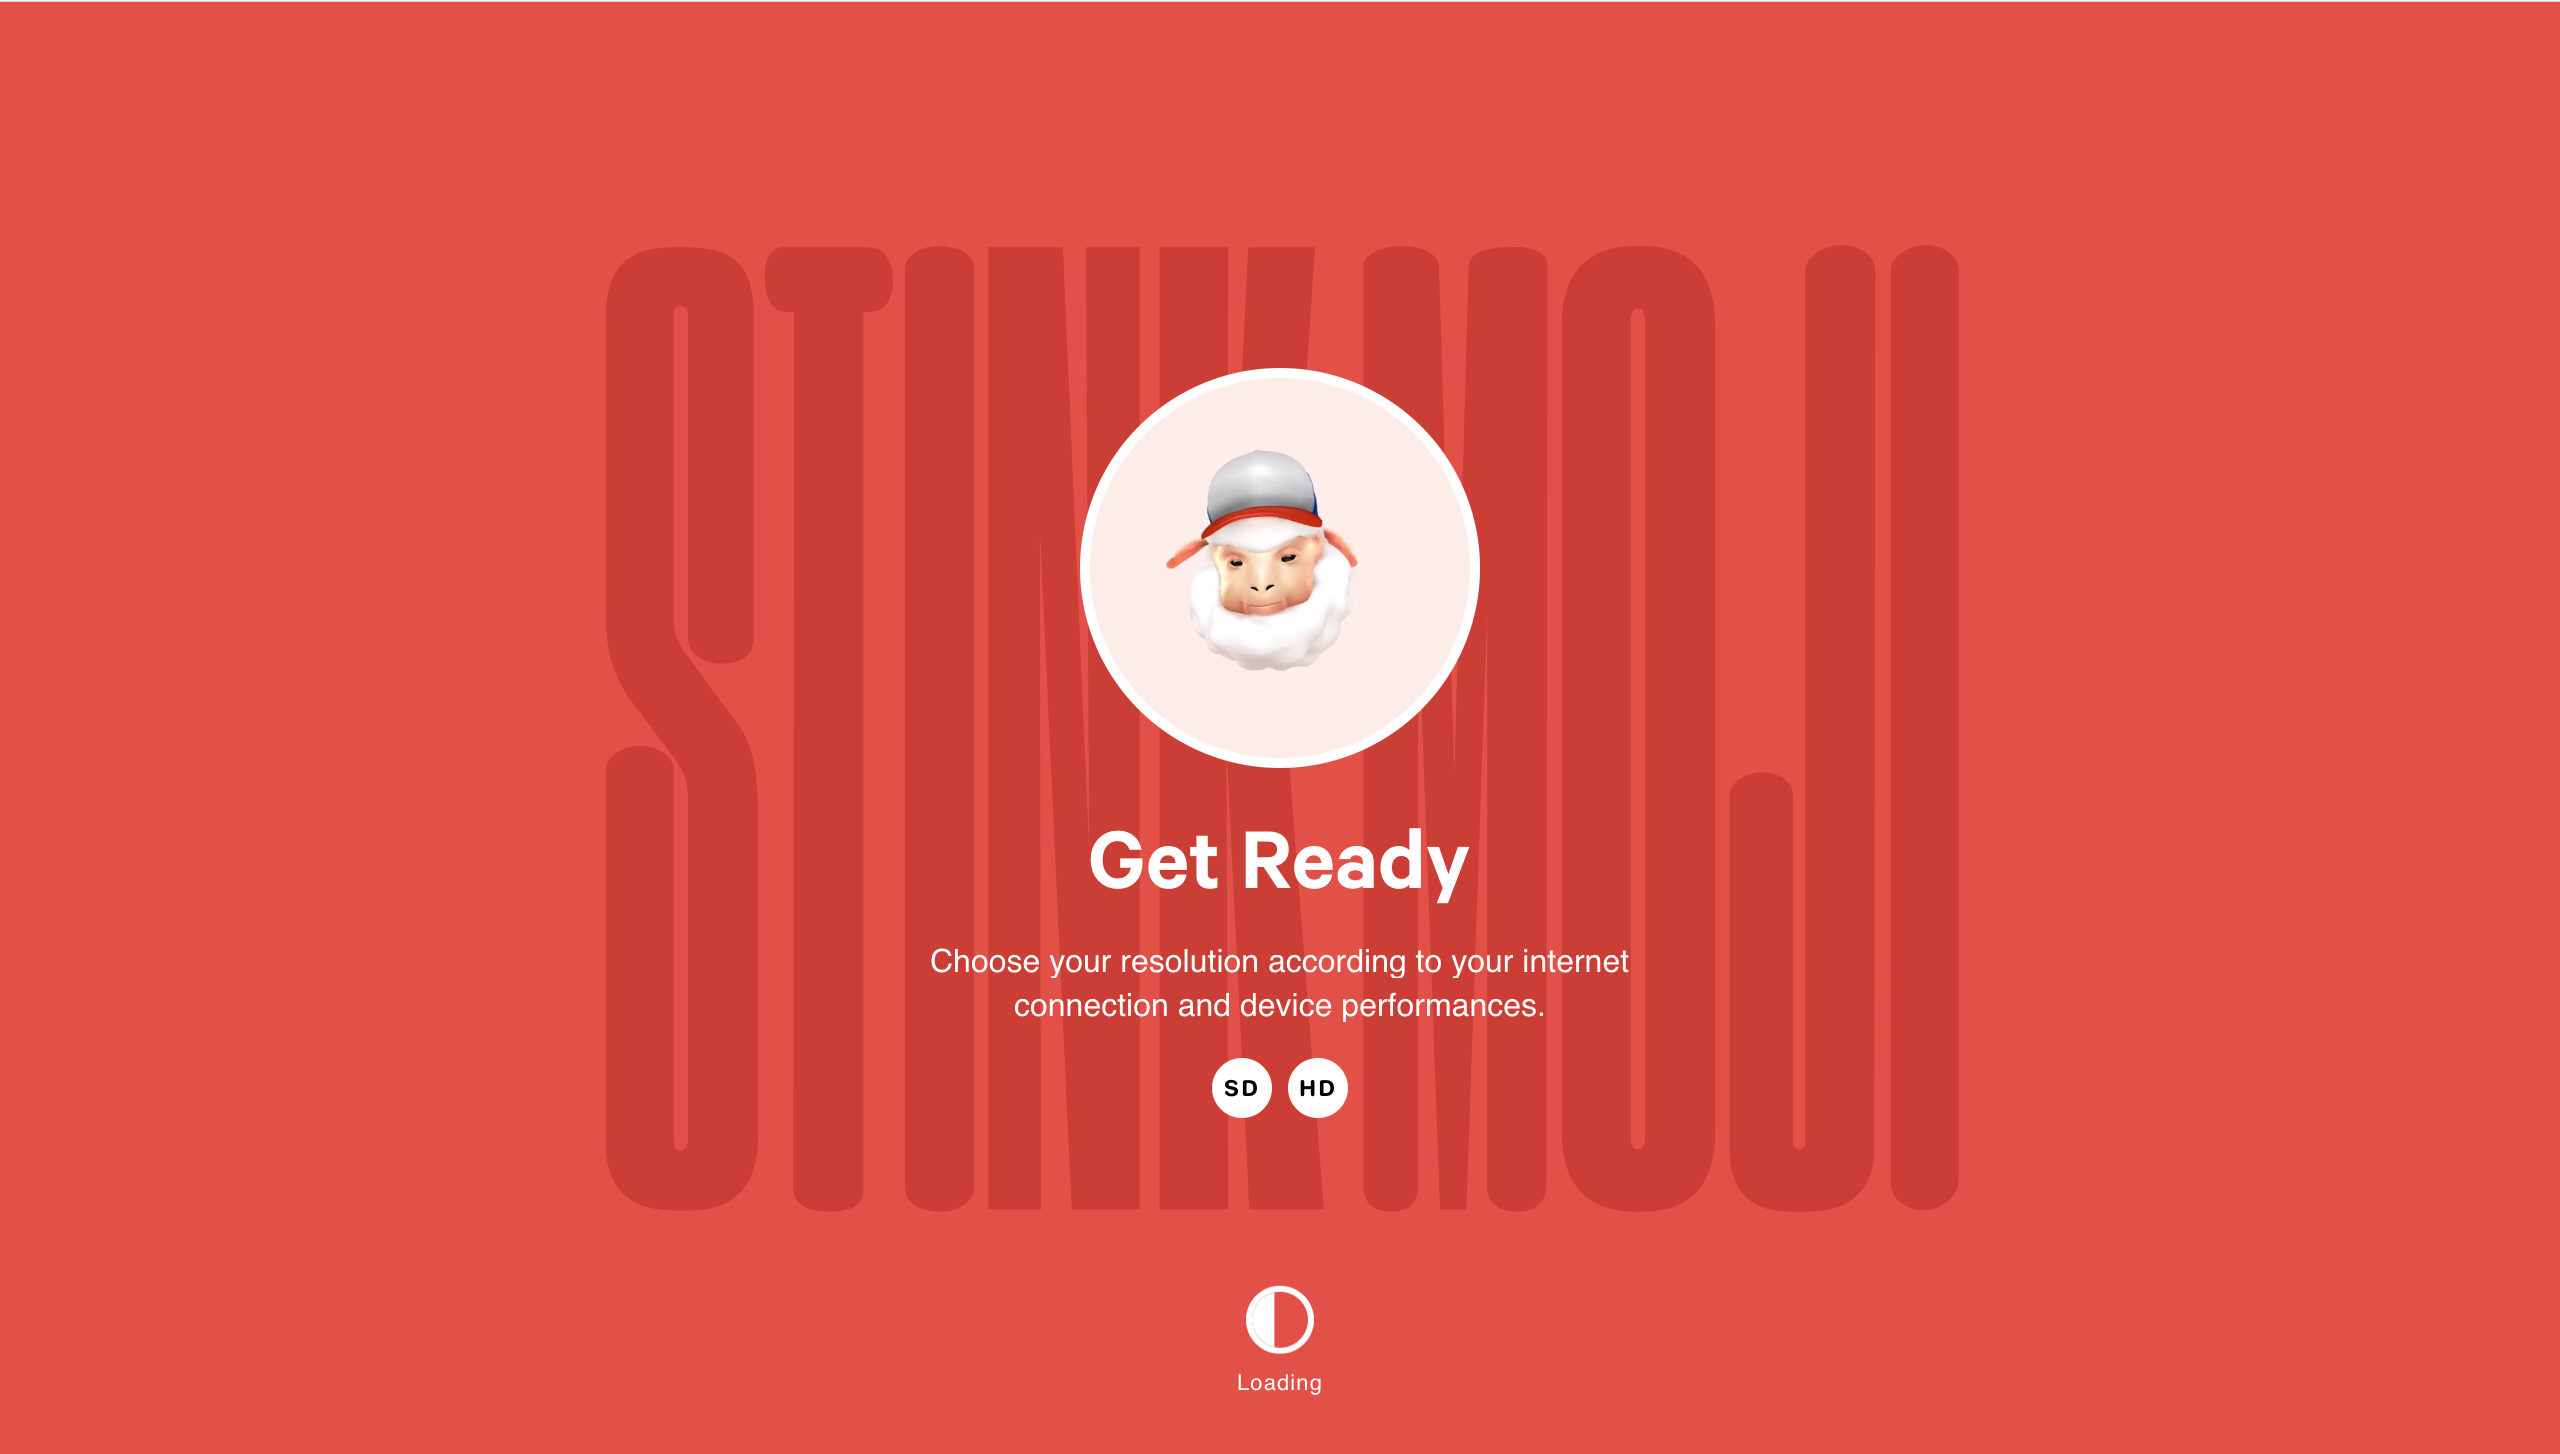 STINKMOJI
Get Ready
Choose your resolution according to your internet
connection and device performances.
SD HD
Loading